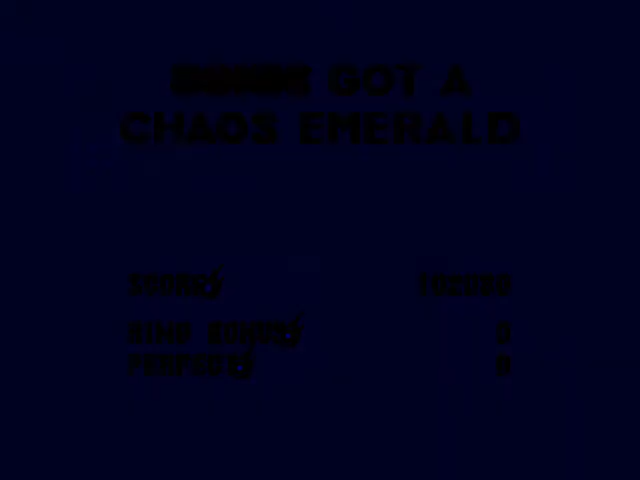 GOT A
CHAOS EMERALD
SCORE
RING BONUS 0
PERFECT 0